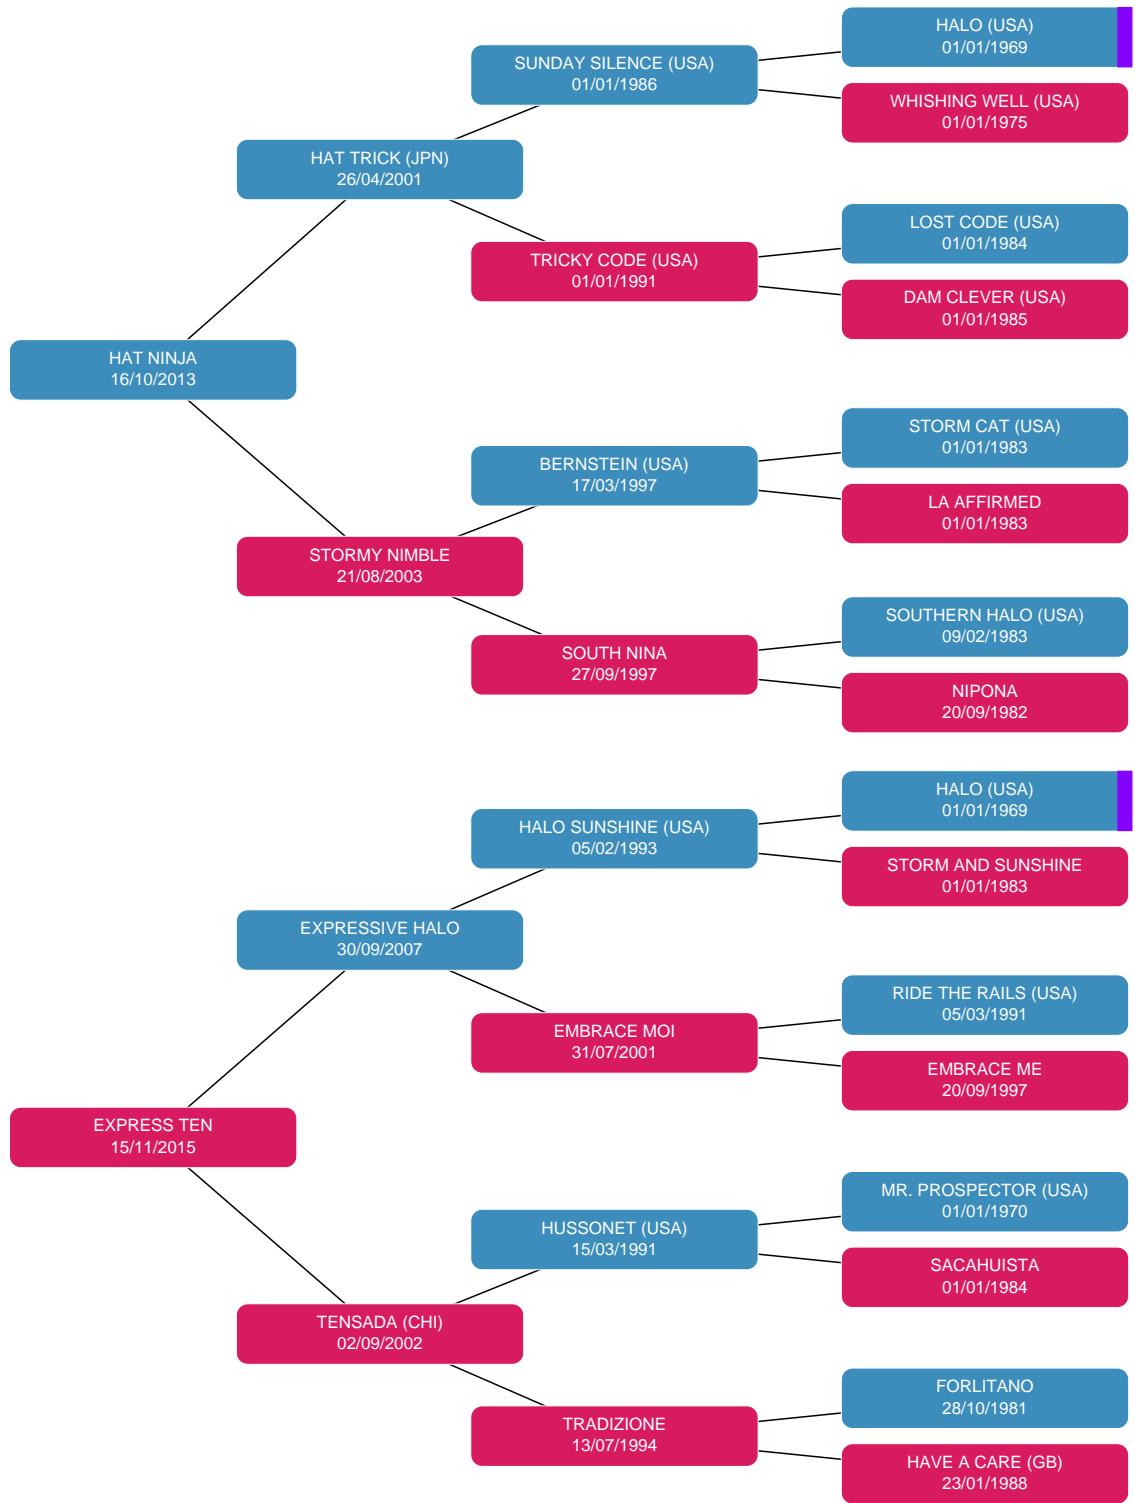 HALO (USA)
01/01/1969
SUNDAY SILENCE (USA)
01/01/1986
WHISHING WELL (USA)
01/01/1975
HAT TRICK (JPN)
26/04/2001
LOST CODE (USA)
01/01/1984
TRICKY CODE (USA)
01/01/1991
DAM CLEVER (USA)
01/01/1985
HAT NINJA
16/10/2013
STORM CAT (USA)
01/01/1983
BERNSTEIN (USA)
17/03/1997
LA AFFIRMED
01/01/1983
STORMY NIMBLE
21/08/2003
SOUTHERN HALO (USA)
09/02/1983
SOUTH NINA
27/09/1997
NIPONA
20/09/1982
HALO (USA)
01/01/1969
HALO SUNSHINE (USA)
05/02/1993
STORM AND SUNSHINE
01/01/1983
EXPRESSIVE HALO
30/09/2007
RIDE THE RAILS (USA)
05/03/1991
EMBRACE MOI
31/07/2001
EMBRACE ME
20/09/1997
EXPRESS TEN
15/11/2015
MR. PROSPECTOR (USA)
01/01/1970
HUSSONET (USA)
15/03/1991
SACAHUISTA
01/01/1984
TENSADA (CHI)
02/09/2002
FORLITANO
28/10/1981
TRADIZIONE
13/07/1994
HAVE A CARE (GB)
23/01/1988